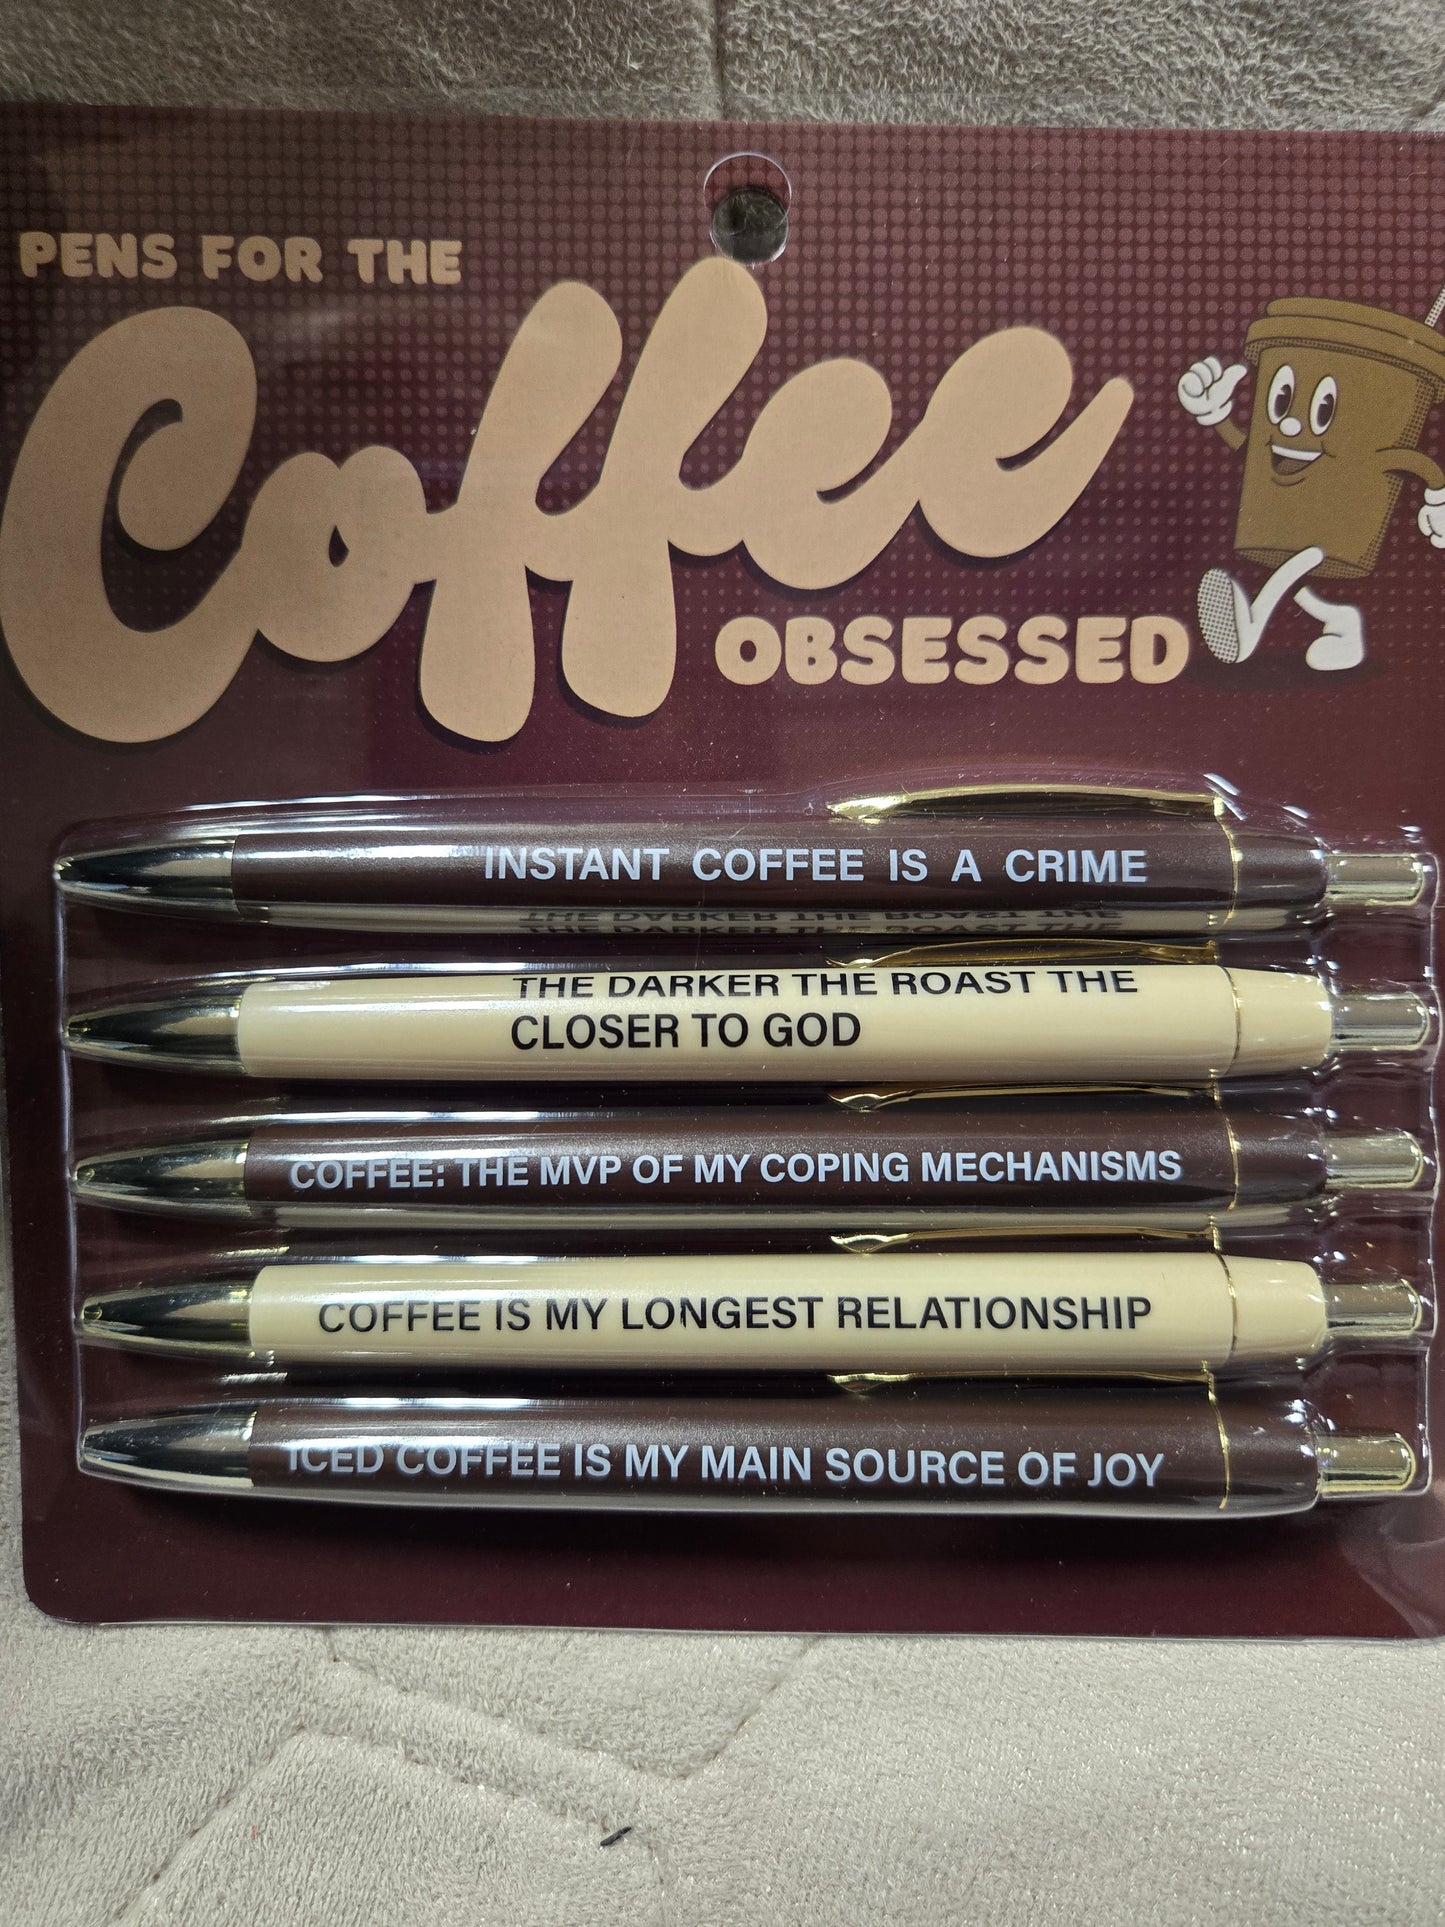 PENS FOR THE
Coffee
OBSESSED
INSTANT COFFEE IS A CRIME
THE DARKER THE ROAST THE
CLOSER TO GOD
COFFEE: THE MVP OF MY COPING MECHANISMS
COFFEE IS MY LONGEST RELATIONSHIP
ICED COFFEE IS MY MAIN SOURCE OF JOY